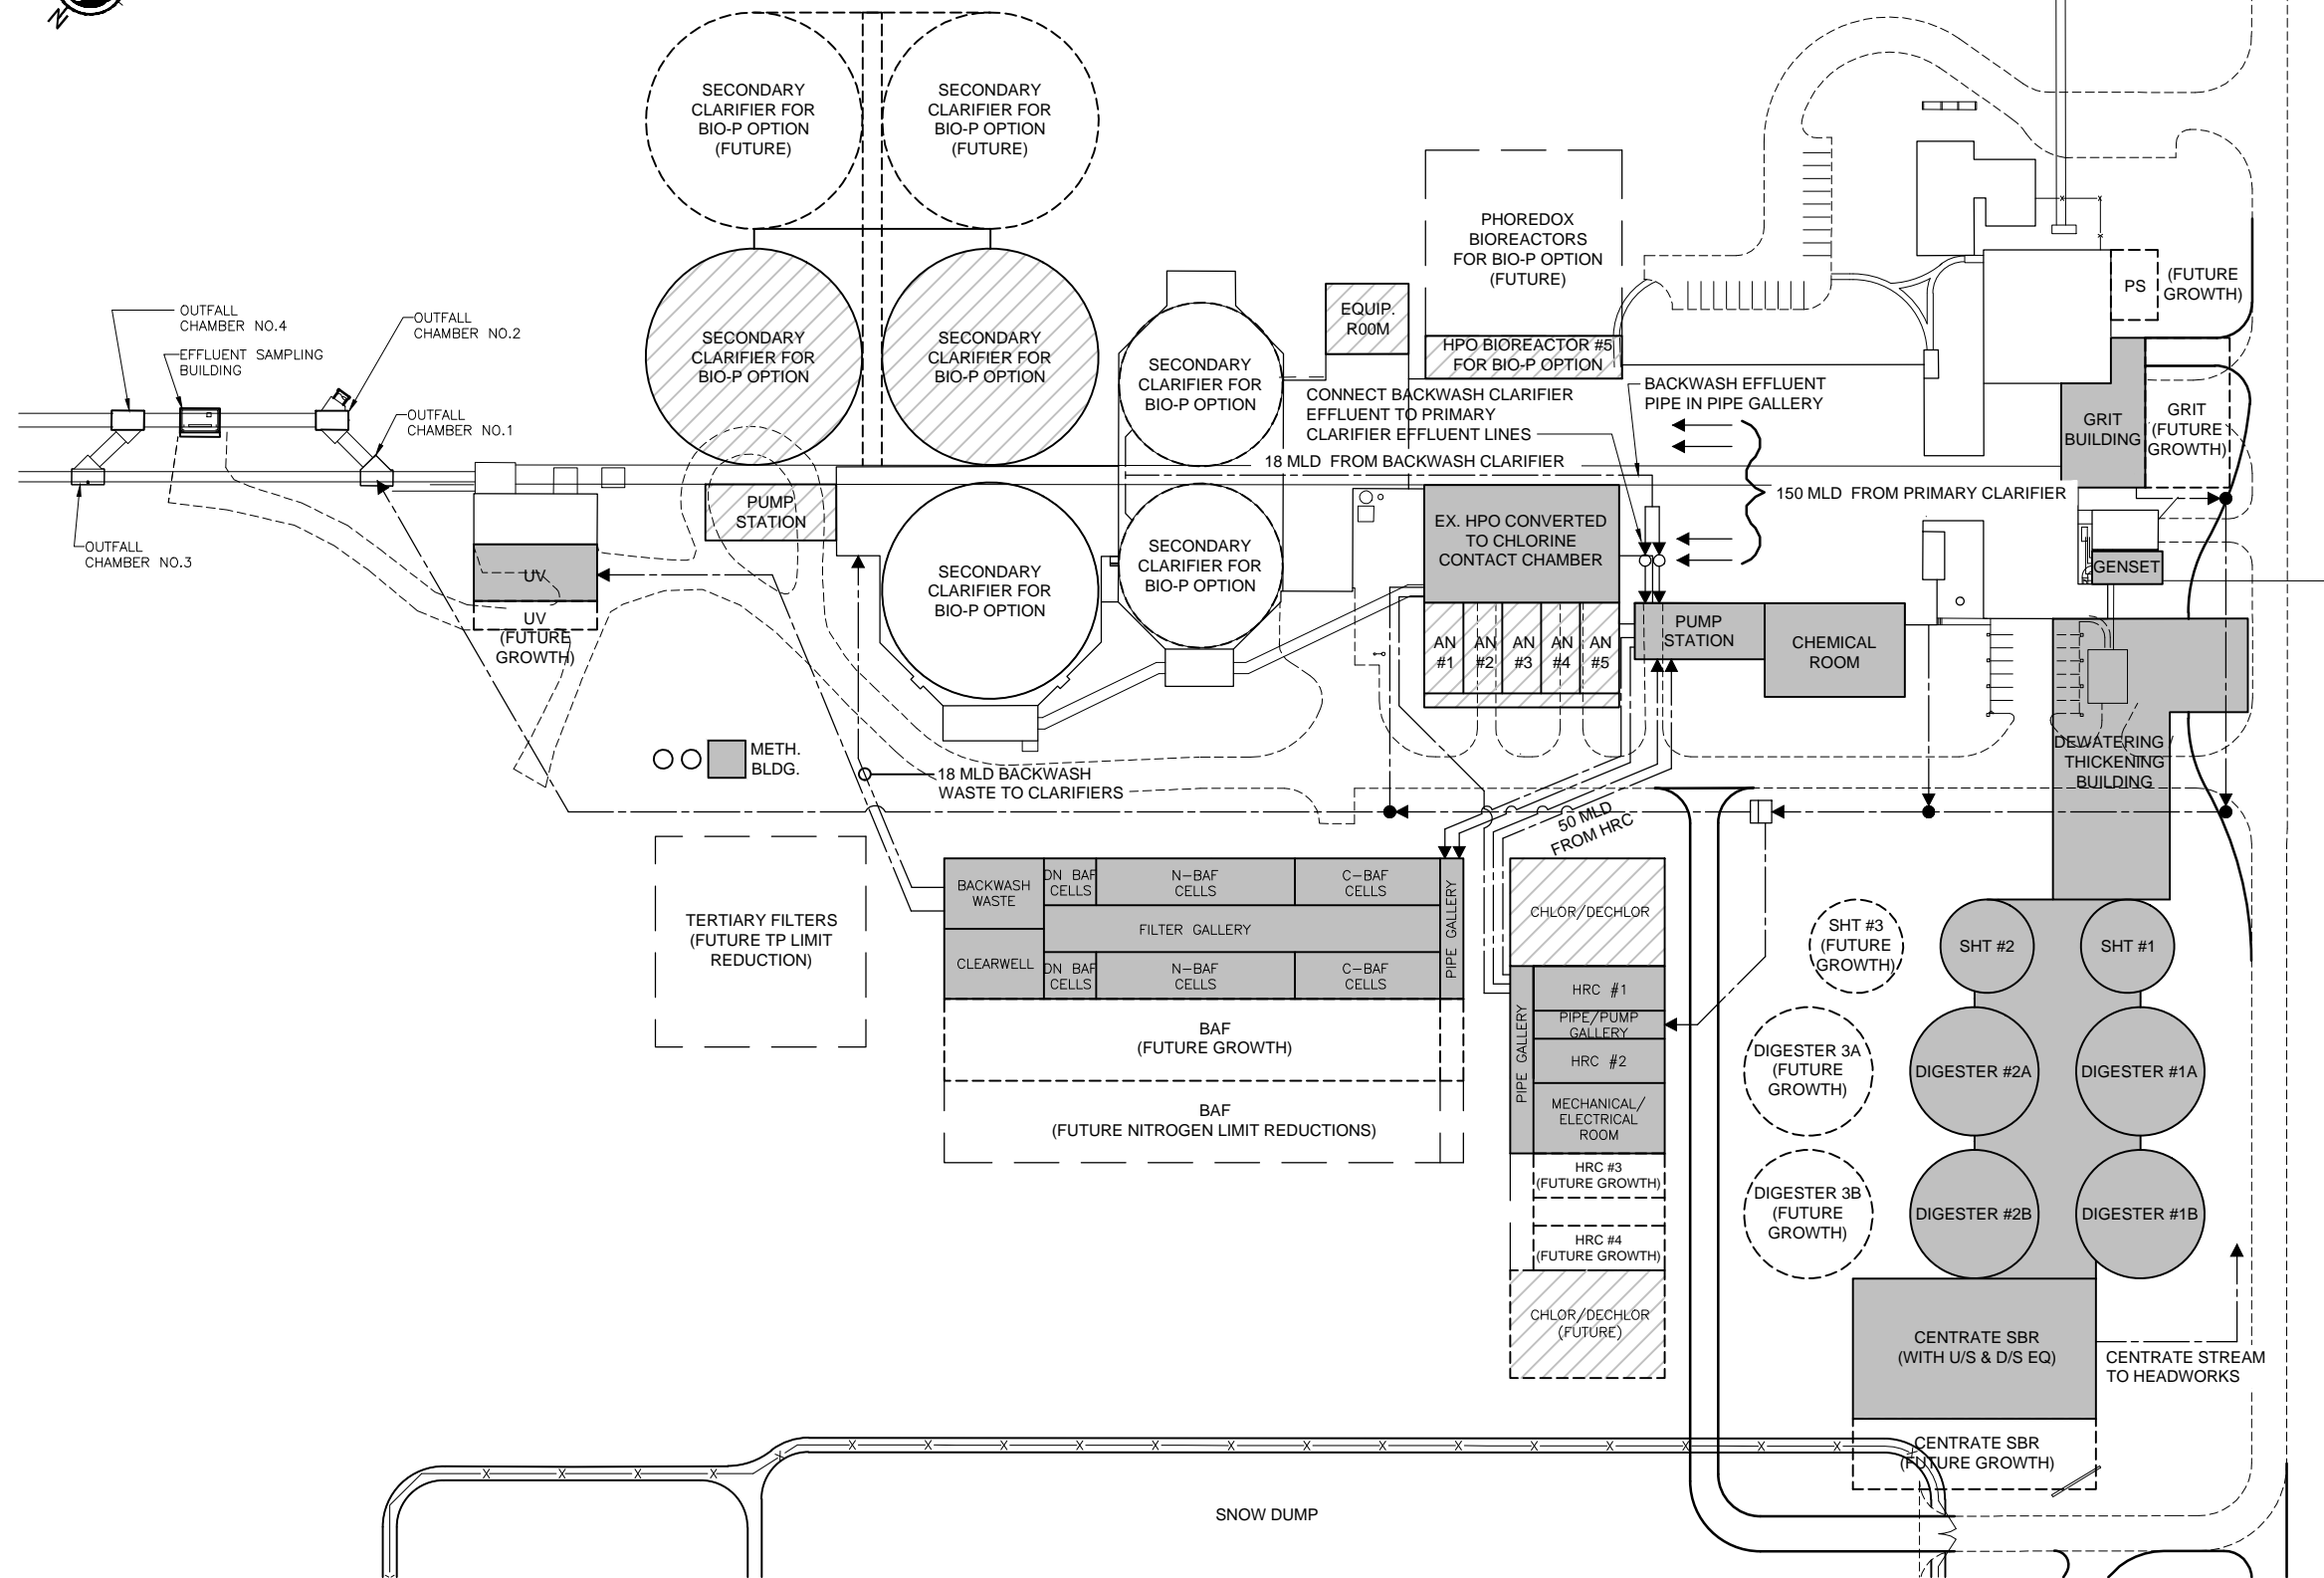 N
SECONDARY
CLARIFIER FOR
BIO-P OPTION
(FUTURE)
SECONDARY
CLARIFIER FOR
BIO-P OPTION
(FUTURE)
PHOREDOX
BIOREACTORS
FOR BIO-P OPTION
(FUTURE)
PS
(FUTURE
GROWTH)
OUTFALL
CHAMBER NO.4
EFFLUENT SAMPLING
BUILDING
OUTFALL
CHAMBER NO.2
OUTFALL
CHAMBER NO.1
OUTFALL
CHAMBER NO.3
SECONDARY
CLARIFIER FOR
BIO-P OPTION
SECONDARY
CLARIFIER FOR
BIO-P OPTION
SECONDARY
CLARIFIER FOR
BIO-P OPTION
EQUIP.
R00M
HPO BIOREACTOR #5
FOR BIO-P OPTION
CONNECT BACKWASH CLARIFIER
EFFLUENT TO PRIMARY
CLARIFIER EFFLUENT LINES
BACKWASH EFFLUENT
PIPE IN PIPE GALLERY
GRIT
BUILDING
GRIT
(FUTURE
GROWTH)
18 MLD FROM BACKWASH CLARIFIER
150 MLD FROM PRIMARY CLARIFIER
PUMP
STATION
UV
UV
(FUTURE
GROWTH)
SECONDARY
CLARIFIER FOR
BIO-P OPTION
SECONDARY
CLARIFIER FOR
BIO-P OPTION
EX. HPO CONVERTED
TO CHLORINE
CONTACT CHAMBER
GENSET
AN
#1
AN
#2
AN
#3
AN
#4
AN
#5
PUMP
STATION
CHEMICAL
ROOM
METH.
BLDG.
18 MLD BACKWASH
WASTE TO CLARIFIERS
DEWATERING /
THICKENING
BUILDING
50 MLD
FROM HRC
TERTIARY FILTERS
(FUTURE TP LIMIT
REDUCTION)
BACKWASH
WASTE
DN BAF
CELLS
N-BAF
CELLS
C-BAF
CELLS
FILTER GALLERY
CLEARWELL
DN BAF
CELLS
N-BAF
CELLS
C-BAF
CELLS
PIPE GALLERY
BAF
(FUTURE GROWTH)
BAF
(FUTURE NITROGEN LIMIT REDUCTIONS)
CHLOR/DECHLOR
PIPE GALLERY
HRC #1
PIPE/PUMP
GALLERY
HRC #2
MECHANICAL/
ELECTRICAL
ROOM
HRC #3
(FUTURE GROWTH)
HRC #4
(FUTURE GROWTH)
CHLOR/DECHLOR
(FUTURE)
SHT #3
(FUTURE
GROWTH)
SHT #2
SHT #1
DIGESTER 3A
(FUTURE
GROWTH)
DIGESTER #2A
DIGESTER #1A
DIGESTER 3B
(FUTURE
GROWTH)
DIGESTER #2B
DIGESTER #1B
CENTRATE SBR
(WITH U/S & D/S EQ)
CENTRATE STREAM
TO HEADWORKS
CENTRATE SBR
(FUTURE GROWTH)
SNOW DUMP